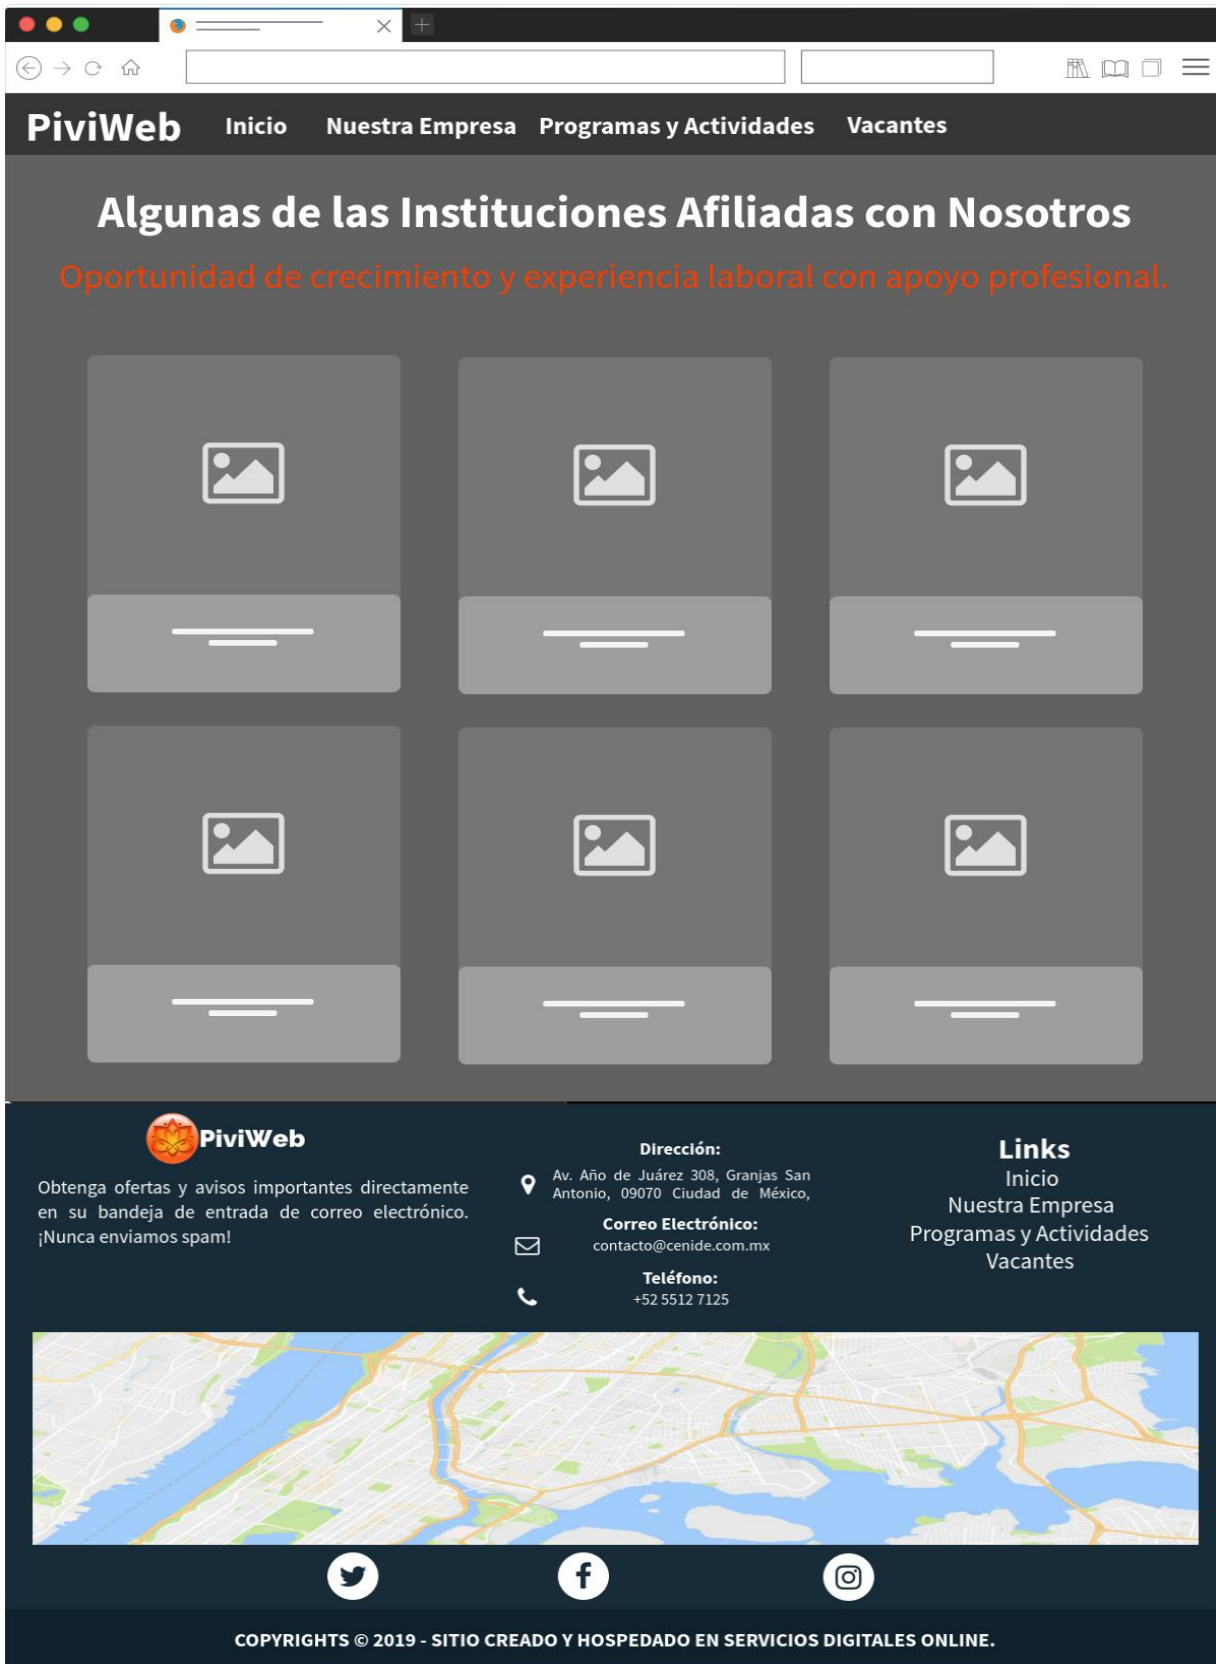 PiviWeb Inicio Nuestra Empresa Programas y Actividades Vacantes
Algunas de las Instituciones Afiliadas con Nosotros
Oportunidad de crecimiento y experiencia laboral con apoyo profesional.
PiviWeb
Obtenga ofertas y avisos importantes directamente
en su bandeja de entrada de correo electrónico.
¡Nunca enviamos spam!
Dirección:
Av. Año de Juárez 308, Granjas San
Antonio, 09070 Ciudad de México,
Correo Electrónico:
contacto@cenide.com.mx
Teléfono:
+52 5512 7125
Links
Inicio
Nuestra Empresa
Programas y Actividades
Vacantes
COPYRIGHTS © 2019 - SITIO CREADO Y HOSPEDADO EN SERVICIOS DIGITALES ONLINE.